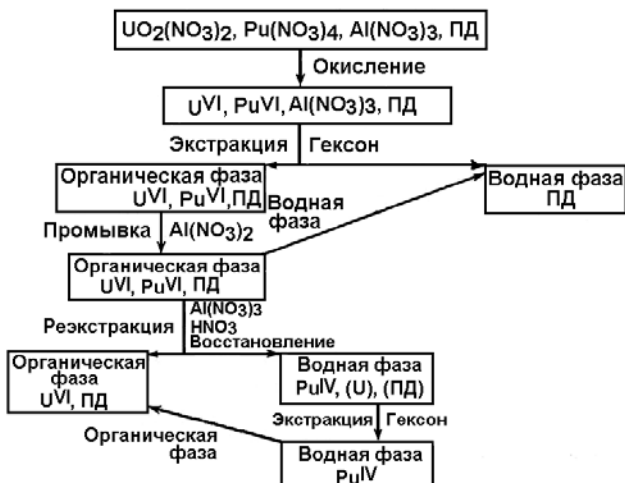 UO2(NO3)2, Pu(NO3)4, Al(NO3)3, ПД
Окисление
UVI, PuVI, Al(NO3)3, ПД
Экстракция Гексон
Органическая фаза
UVI, PuVI, ПД
Водная фаза
ПД
Водная
фаза
Промывка Al(NO3)2
Органическая фаза
UVI, PuVI, ПД
Реэкстракция
Al(NO3)3
HNO3
Восстановление
Органическая
фаза
UVI, ПД
Водная фаза
PuIV, (U), (ПД)
Экстракция Гексон
Органическая
фаза
Водная фаза
PuIV